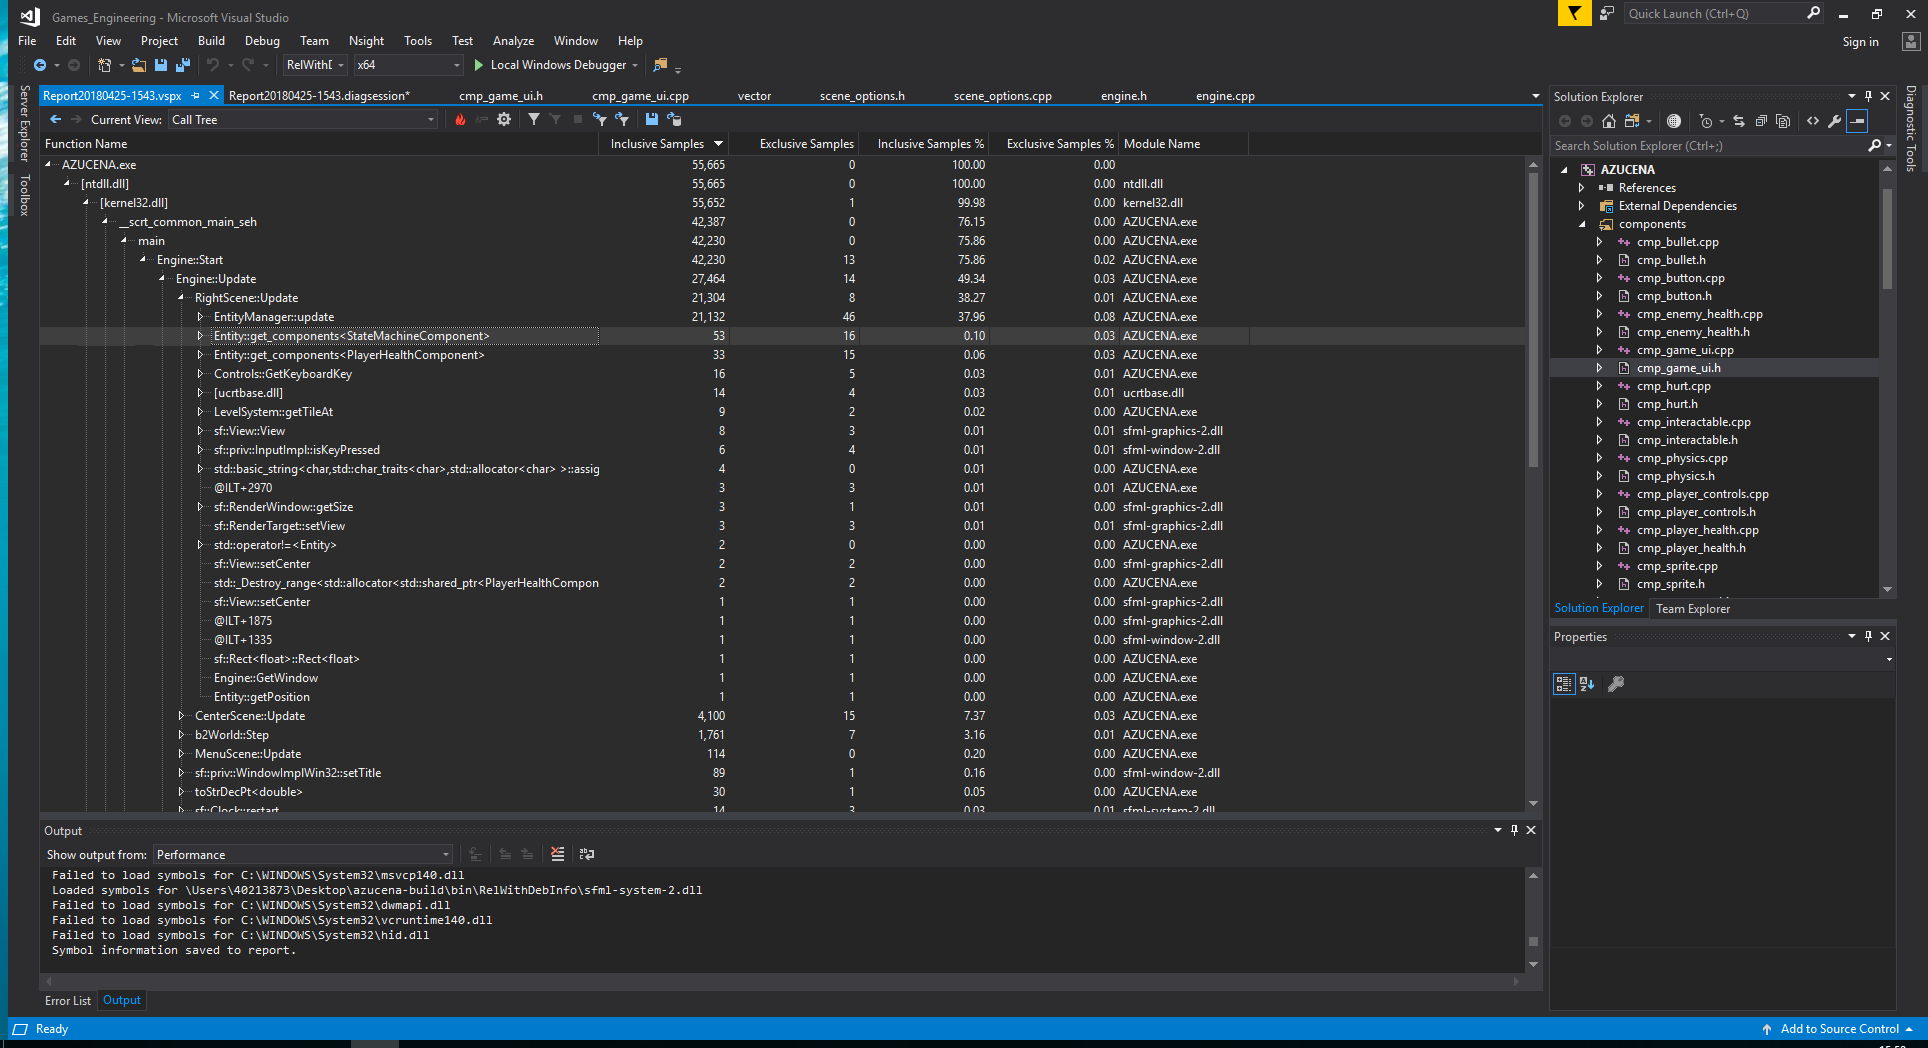 Games_Engineering - Microsoft Visual Studio
Quick Launch (Ctrl+Q)
File Edit View Project Build Debug Team Nsight Tools Test Analyze Window Help
Sign in
RelWithD x64 Local Windows Debugger
Server Explorer
Toolbox
Report20180425-1543.vspx Report20180425-1543.diagsession* cmp_game_ui.h cmp_game_ui.cpp vector scene_options.h scene_options.cpp engine.h engine.cpp
Current View: Call Tree
Function Name Inclusive Samples Exclusive Samples Inclusive Samples % Exclusive Samples % Module Name
AZUCENA.exe 55,665 0 100.00 0.00
[ntdll.dll] 55,665 0 100.00 0.00 ntdll.dll
[kernel32.dll] 55,652 1 99.98 0.00 kernel32.dll
__scrt_common_main_seh 42,387 0 76.15 0.00 AZUCENA.exe
main 42,230 0 75.86 0.00 AZUCENA.exe
Engine::Start 42,230 13 75.86 0.02 AZUCENA.exe
Engine::Update 27,464 14 49.34 0.03 AZUCENA.exe
RightScene::Update 21,304 8 38.27 0.01 AZUCENA.exe
EntityManager::update 21,132 46 37.96 0.08 AZUCENA.exe
Entity::get_components<StateMachineComponent> 53 16 0.10 0.03 AZUCENA.exe
Entity::get_components<PlayerHealthComponent> 33 15 0.06 0.03 AZUCENA.exe
Controls::GetKeyboardKey 16 5 0.03 0.01 AZUCENA.exe
[ucrtbase.dll] 14 4 0.03 0.01 ucrtbase.dll
LevelSystem::getTileAt 9 2 0.02 0.00 AZUCENA.exe
sf::View::View 8 3 0.01 0.01 sfml-graphics-2.dll
sf::priv::InputImpl::isKeyPressed 6 4 0.01 0.01 sfml-window-2.dll
std::basic_string<char,std::char_traits<char>,std::allocator<char> >::assig 4 0 0.01 0.00 AZUCENA.exe
@ILT+2970 3 3 0.01 0.01 AZUCENA.exe
sf::RenderWindow::getSize 3 1 0.01 0.00 sfml-graphics-2.dll
sf::RenderTarget::setView 3 3 0.01 0.01 sfml-graphics-2.dll
std::operator!=<Entity> 2 0 0.00 0.00 AZUCENA.exe
sf::View::setCenter 2 2 0.00 0.00 sfml-graphics-2.dll
std::_Destroy_range<std::allocator<std::shared_ptr<PlayerHealthCompon 2 2 0.00 0.00 AZUCENA.exe
sf::View::setCenter 1 1 0.00 0.00 sfml-graphics-2.dll
@ILT+1875 1 1 0.00 0.00 sfml-graphics-2.dll
@ILT+1335 1 1 0.00 0.00 sfml-window-2.dll
sf::Rect<float>::Rect<float> 1 1 0.00 0.00 AZUCENA.exe
Engine::GetWindow 1 1 0.00 0.00 AZUCENA.exe
Entity::getPosition 1 1 0.00 0.00 AZUCENA.exe
CenterScene::Update 4,100 15 7.37 0.03 AZUCENA.exe
b2World::Step 1,761 7 3.16 0.01 AZUCENA.exe
MenuScene::Update 114 0 0.20 0.00 AZUCENA.exe
sf::priv::WindowImplWin32::setTitle 89 1 0.16 0.00 sfml-window-2.dll
toStrDecPt<double> 30 1 0.05 0.00 AZUCENA.exe
sf::Clock::restart 14 3 0.03 0.01 sfml-system-2.dll
Output
Show output from: Performance
Failed to load symbols for C:\WINDOWS\System32\msvcp140.dll
Loaded symbols for \Users\40213873\Desktop\azucena-build\bin\RelWithDebInfo\sfml-system-2.dll
Failed to load symbols for C:\WINDOWS\System32\dwmapi.dll
Failed to load symbols for C:\WINDOWS\System32\vcruntime140.dll
Failed to load symbols for C:\WINDOWS\System32\hid.dll
Symbol information saved to report.
Error List Output
Solution Explorer
Search Solution Explorer (Ctrl+;)
AZUCENA
References
External Dependencies
components
cmp_bullet.cpp
cmp_bullet.h
cmp_button.cpp
cmp_button.h
cmp_enemy_health.cpp
cmp_enemy_health.h
cmp_game_ui.cpp
cmp_game_ui.h
cmp_hurt.cpp
cmp_hurt.h
cmp_interactable.cpp
cmp_interactable.h
cmp_physics.cpp
cmp_physics.h
cmp_player_controls.cpp
cmp_player_controls.h
cmp_player_health.cpp
cmp_player_health.h
cmp_sprite.cpp
cmp_sprite.h
Solution Explorer Team Explorer
Properties
Diagnostic Tools
Ready
Add to Source Control